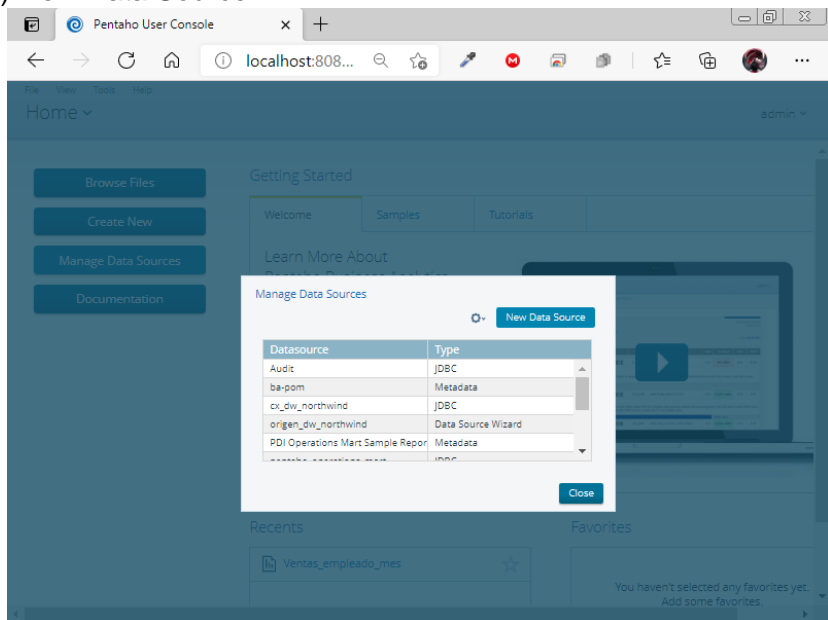 Pentaho User Console
localhost:808...
File View Tools Help
Home
admin
Browse Files
Create New
Manage Data Sources
Documentation
Getting Started
Welcome Samples Tutorials
Learn More About
Manage Data Sources
New Data Source
Datasource Type
Audit JDBC
ba-pom Metadata
cx_dw_northwind JDBC
origen_dw_northwind Data Source Wizard
PDI Operations Mart Sample Repor Metadata
Close
Recents
Favorites
Ventas_empleado_mes
You haven't selected any favorites yet.
Add some favorites.